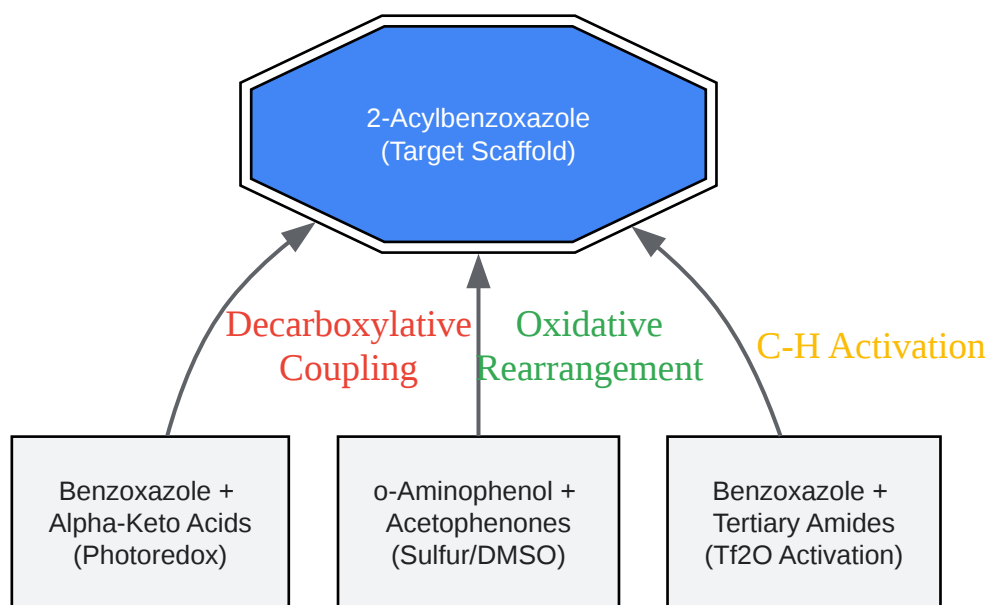 2-Acylbenzoxazole
(Target Scaffold)
Decarboxylative
Coupling
Oxidative
Rearrangement
C-H Activation
Benzoxazole +
Alpha-Keto Acids
(Photoredox)
o-Aminophenol +
Acetophenones
(Sulfur/DMSO)
Benzoxazole +
Tertiary Amides
(Tf2O Activation)